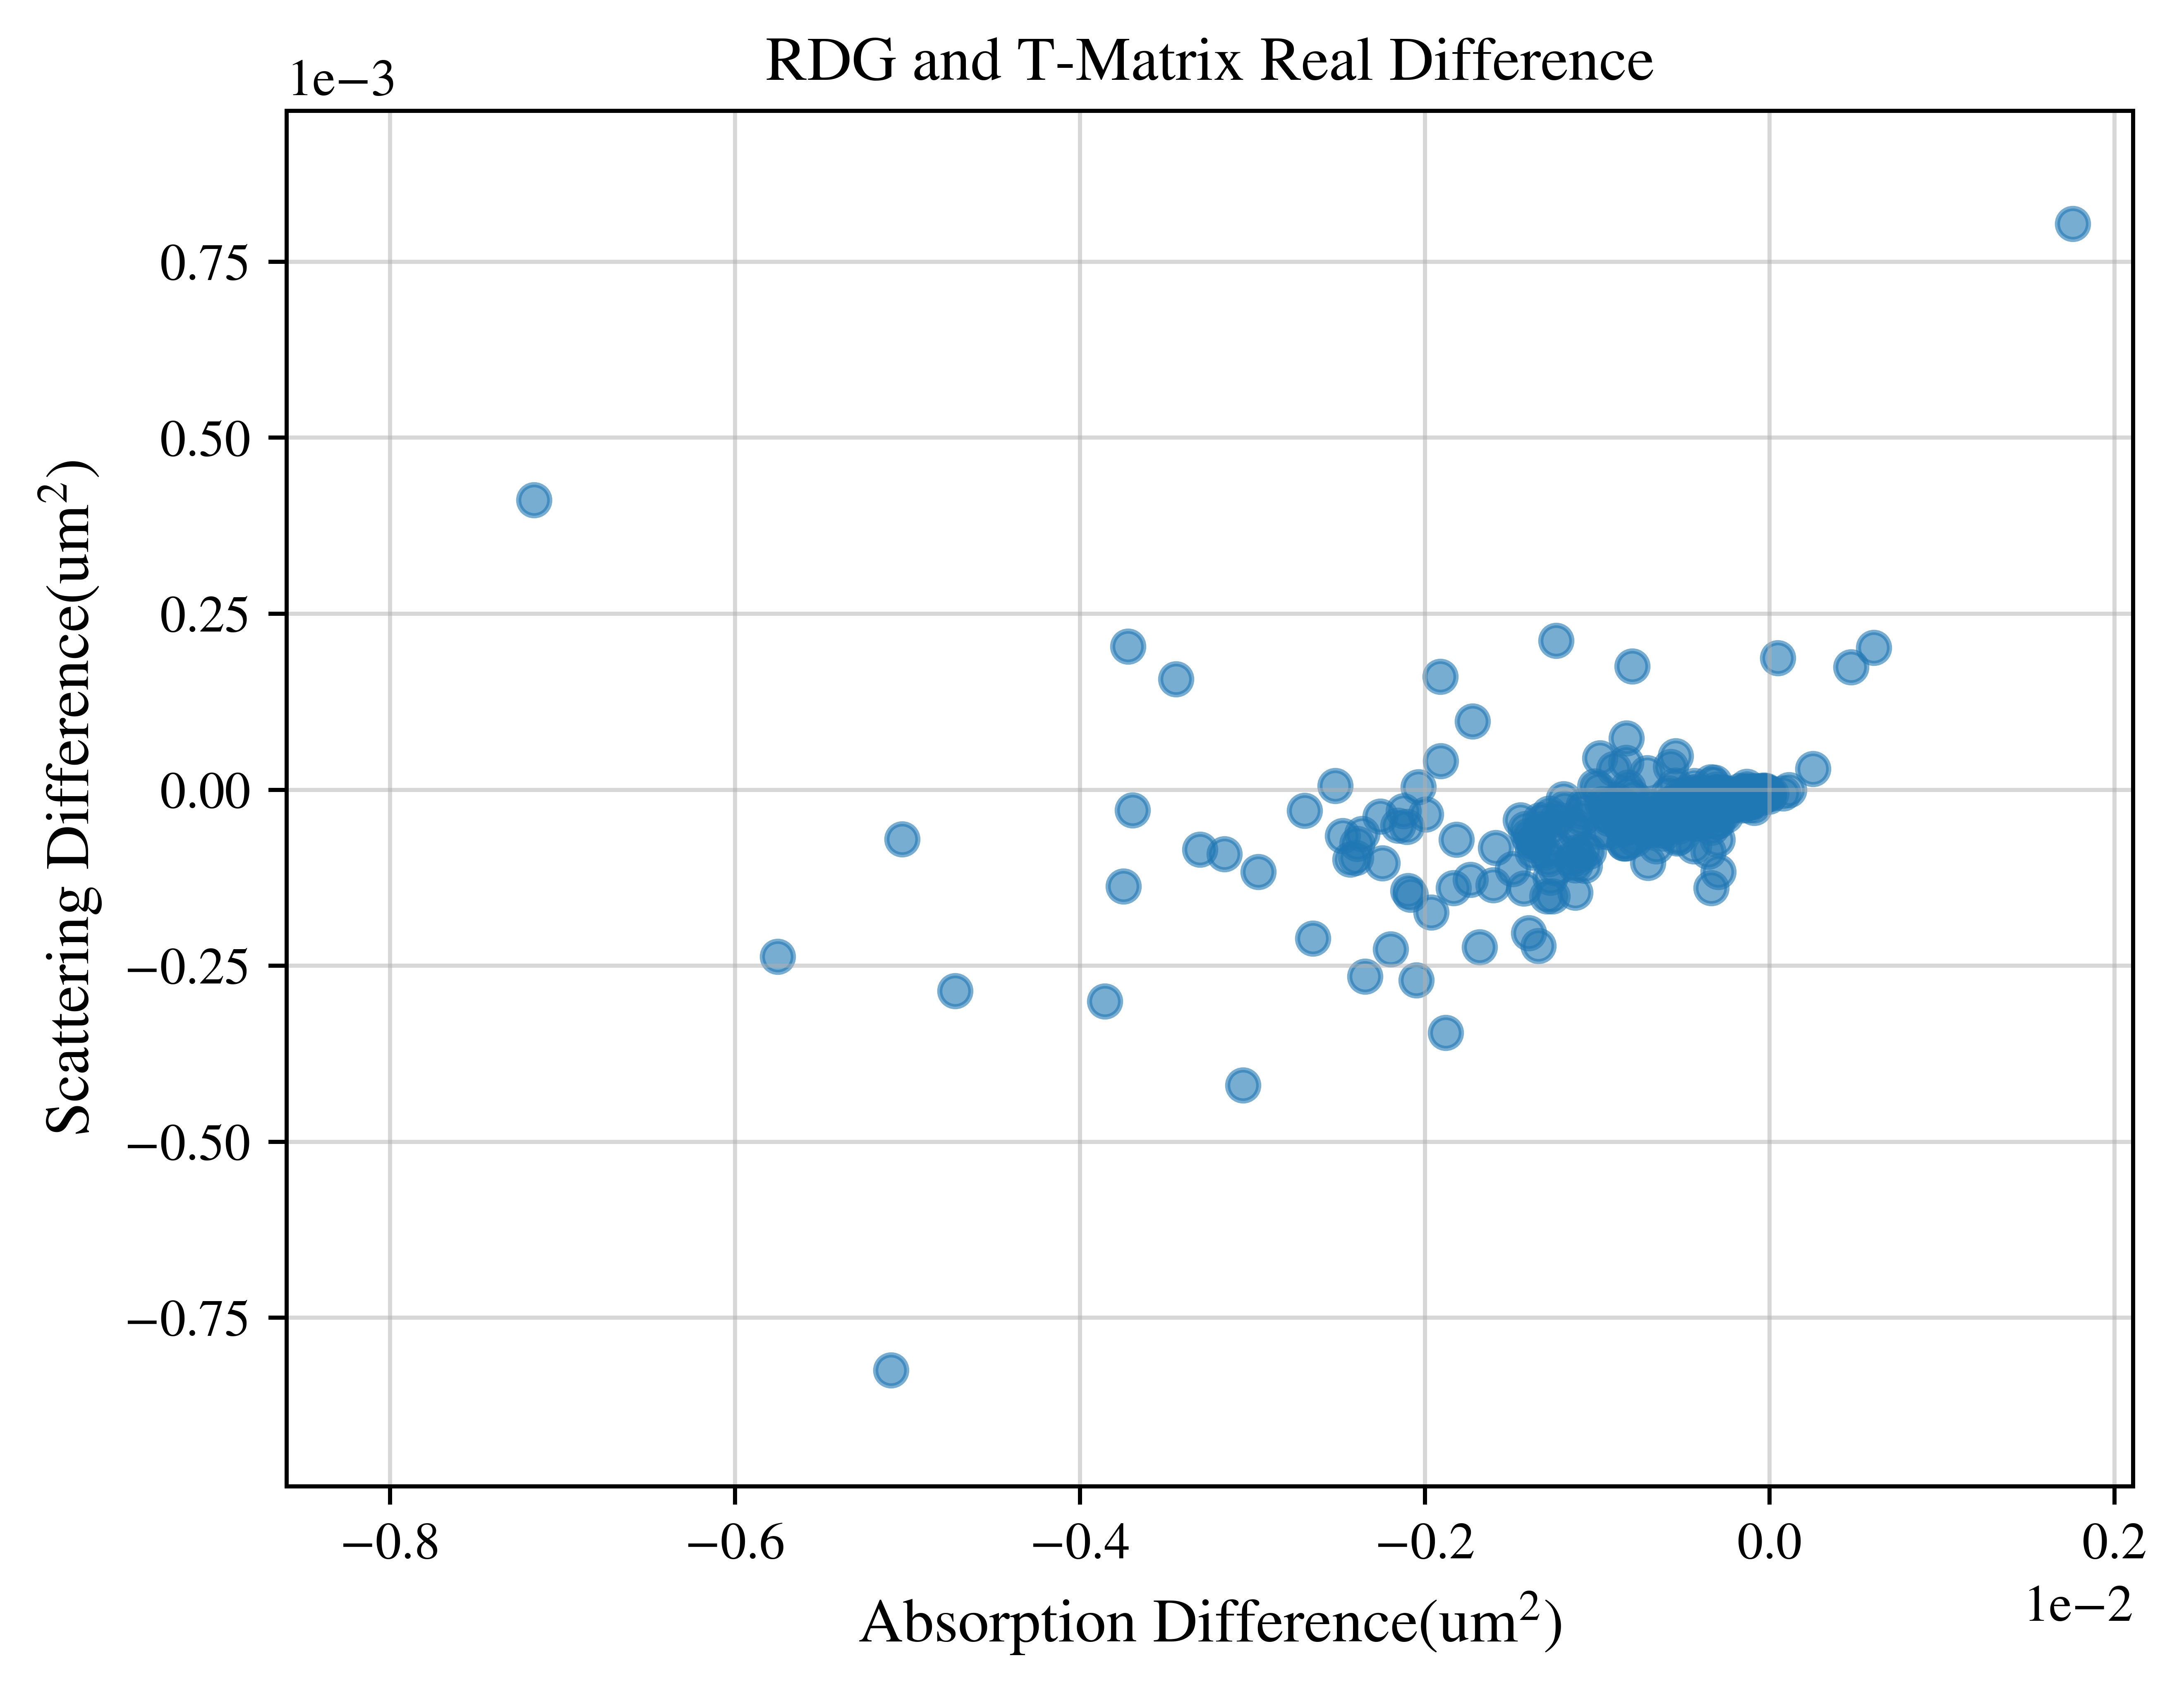 RDG and T-Matrix Real Difference
1e−3
0.75
0.50
0.25
0.00
−0.25
−0.50
−0.75
Scattering Difference(um²)
−0.8 −0.6 −0.4 −0.2 0.0 0.2
1e−2
Absorption Difference(um²)